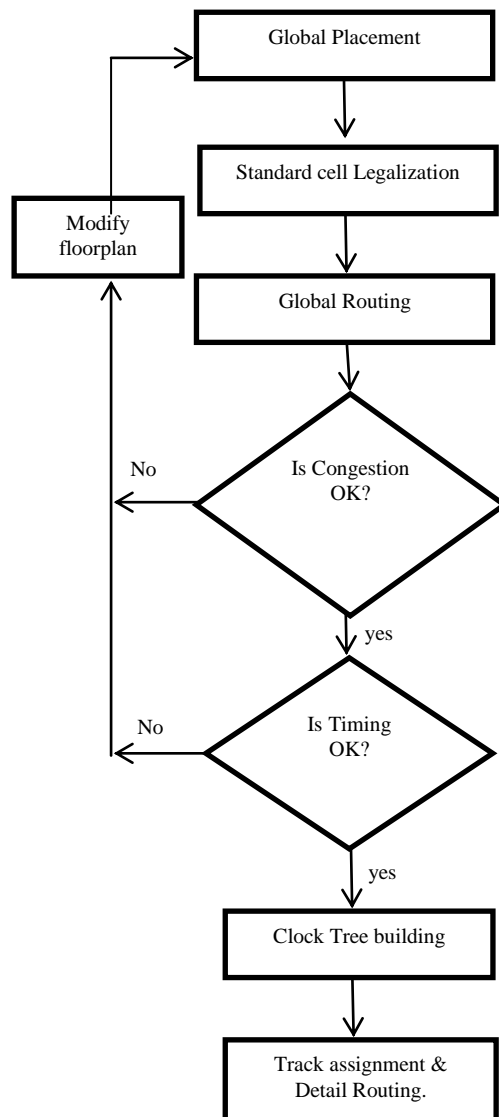 Global Placement
Standard cell Legalization
Modify
floorplan
Global Routing
Is Congestion
OK?
No
yes
Is Timing
OK?
No
yes
Clock Tree building
Track assignment &
Detail Routing.